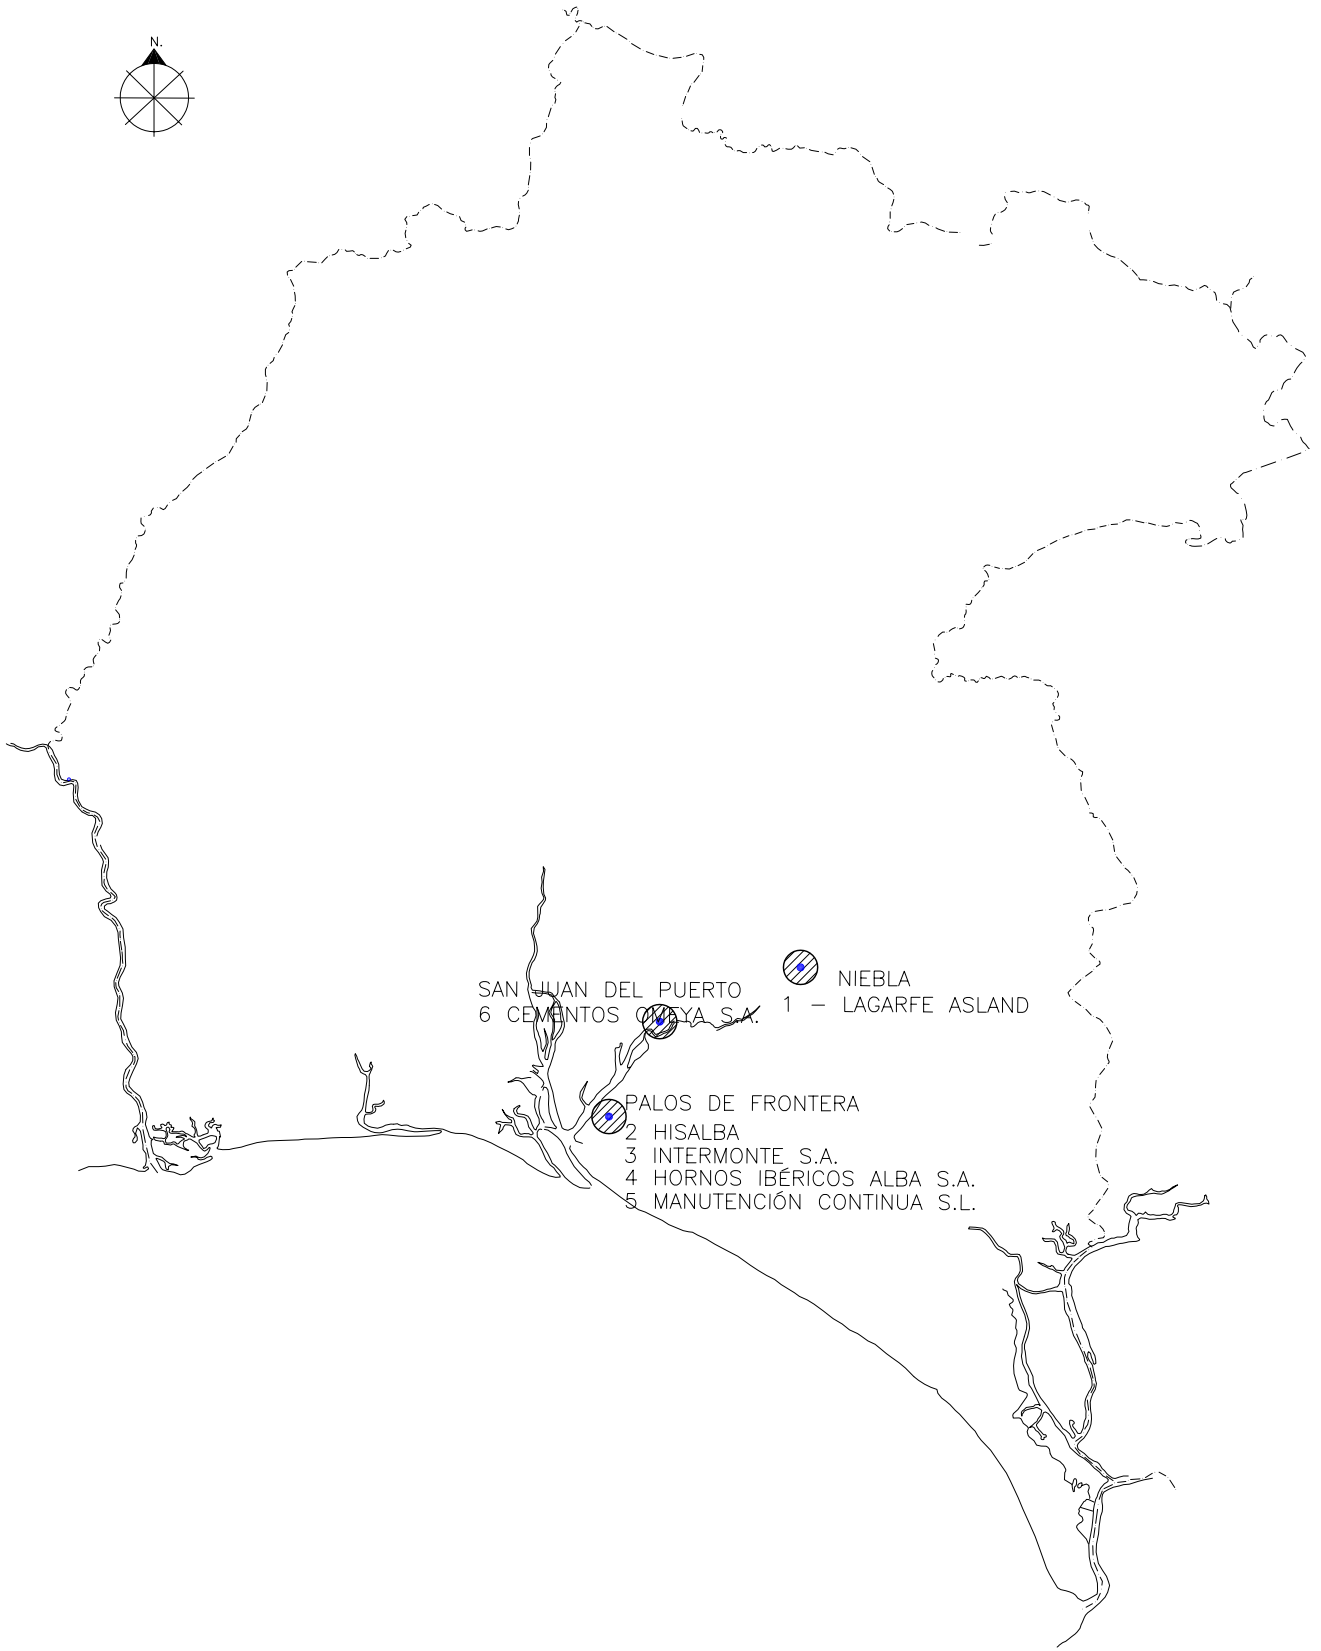 N.
NIEBLA
1 – LAGARFE ASLAND
SAN JUAN DEL PUERTO
6 CEMENTOS OMEYA S.A.
PALOS DE FRONTERA
2 HISALBA
3 INTERMONTE S.A.
4 HORNOS IBÉRICOS ALBA S.A.
5 MANUTENCIÓN CONTINUA S.L.